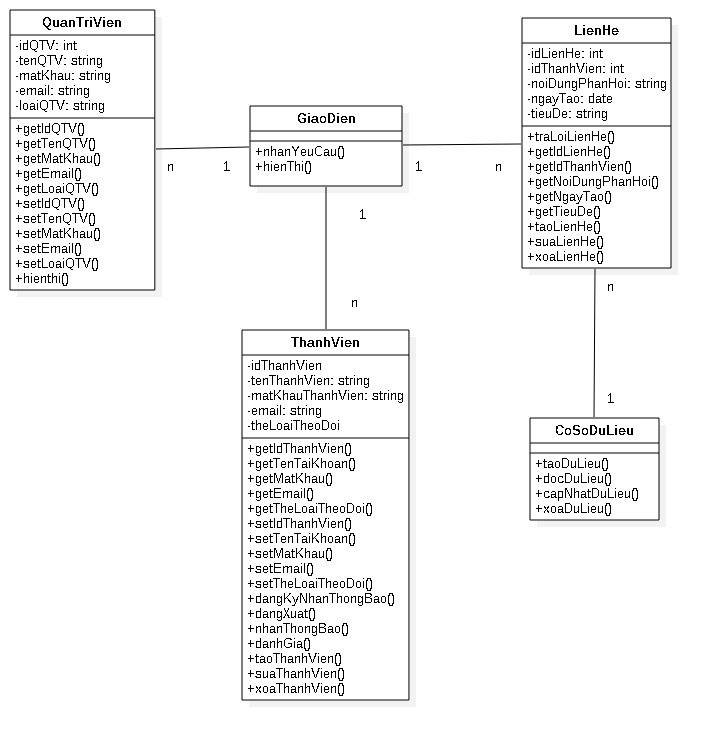 QuanTriVien
-idQTV: int
-tenQTV: string
-matKhau: string
-email: string
-loaiQTV: string
+getIdQTV()
+getTenQTV()
+getMatKhau()
+getEmail()
+getLoaiQTV()
+setIdQTV()
+setTenQTV()
+setMatKhau()
+setEmail()
+setLoaiQTV()
+hienthi()
n
1
GiaoDien
+nhanYeuCau()
+hienThi()
1
n
LienHe
-idLienHe: int
-idThanhVien: int
-noiDungPhanHoi: string
-ngayTao: date
-tieuDe: string
+traLoiLienHe()
+getIdLienHe()
+getIdThanhVien()
+getNoiDungPhanHoi()
+getNgayTao()
+getTieuDe()
+taoLienHe()
+suaLienHe()
+xoaLienHe()
1
n
ThanhVien
-idThanhVien
-tenThanhVien: string
-matKhauThanhVien: string
-email: string
-theLoaiTheoDoi
+getIdThanhVien()
+getTenTaiKhoan()
+getMatKhau()
+getEmail()
+getTheLoaiTheoDoi()
+setIdThanhVien()
+setTenTaiKhoan()
+setMatKhau()
+setEmail()
+setTheLoaiTheoDoi()
+dangKyNhanThongBao()
+dangXuat()
+nhanThongBao()
+danhGia()
+taoThanhVien()
+suaThanhVien()
+xoaThanhVien()
n
1
CoSoDuLieu
+taoDuLieu()
+docDuLieu()
+capNhatDuLieu()
+xoaDuLieu()